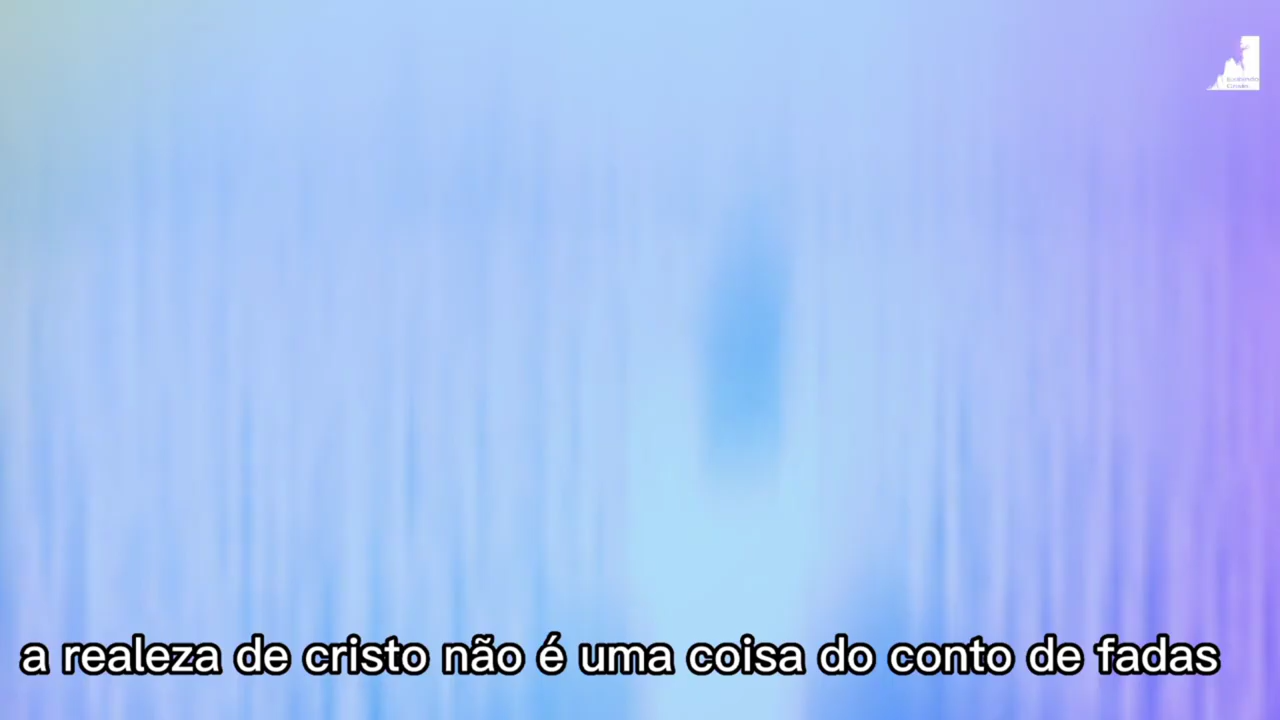 a realeza de cristo não é uma coisa do conto de fadas